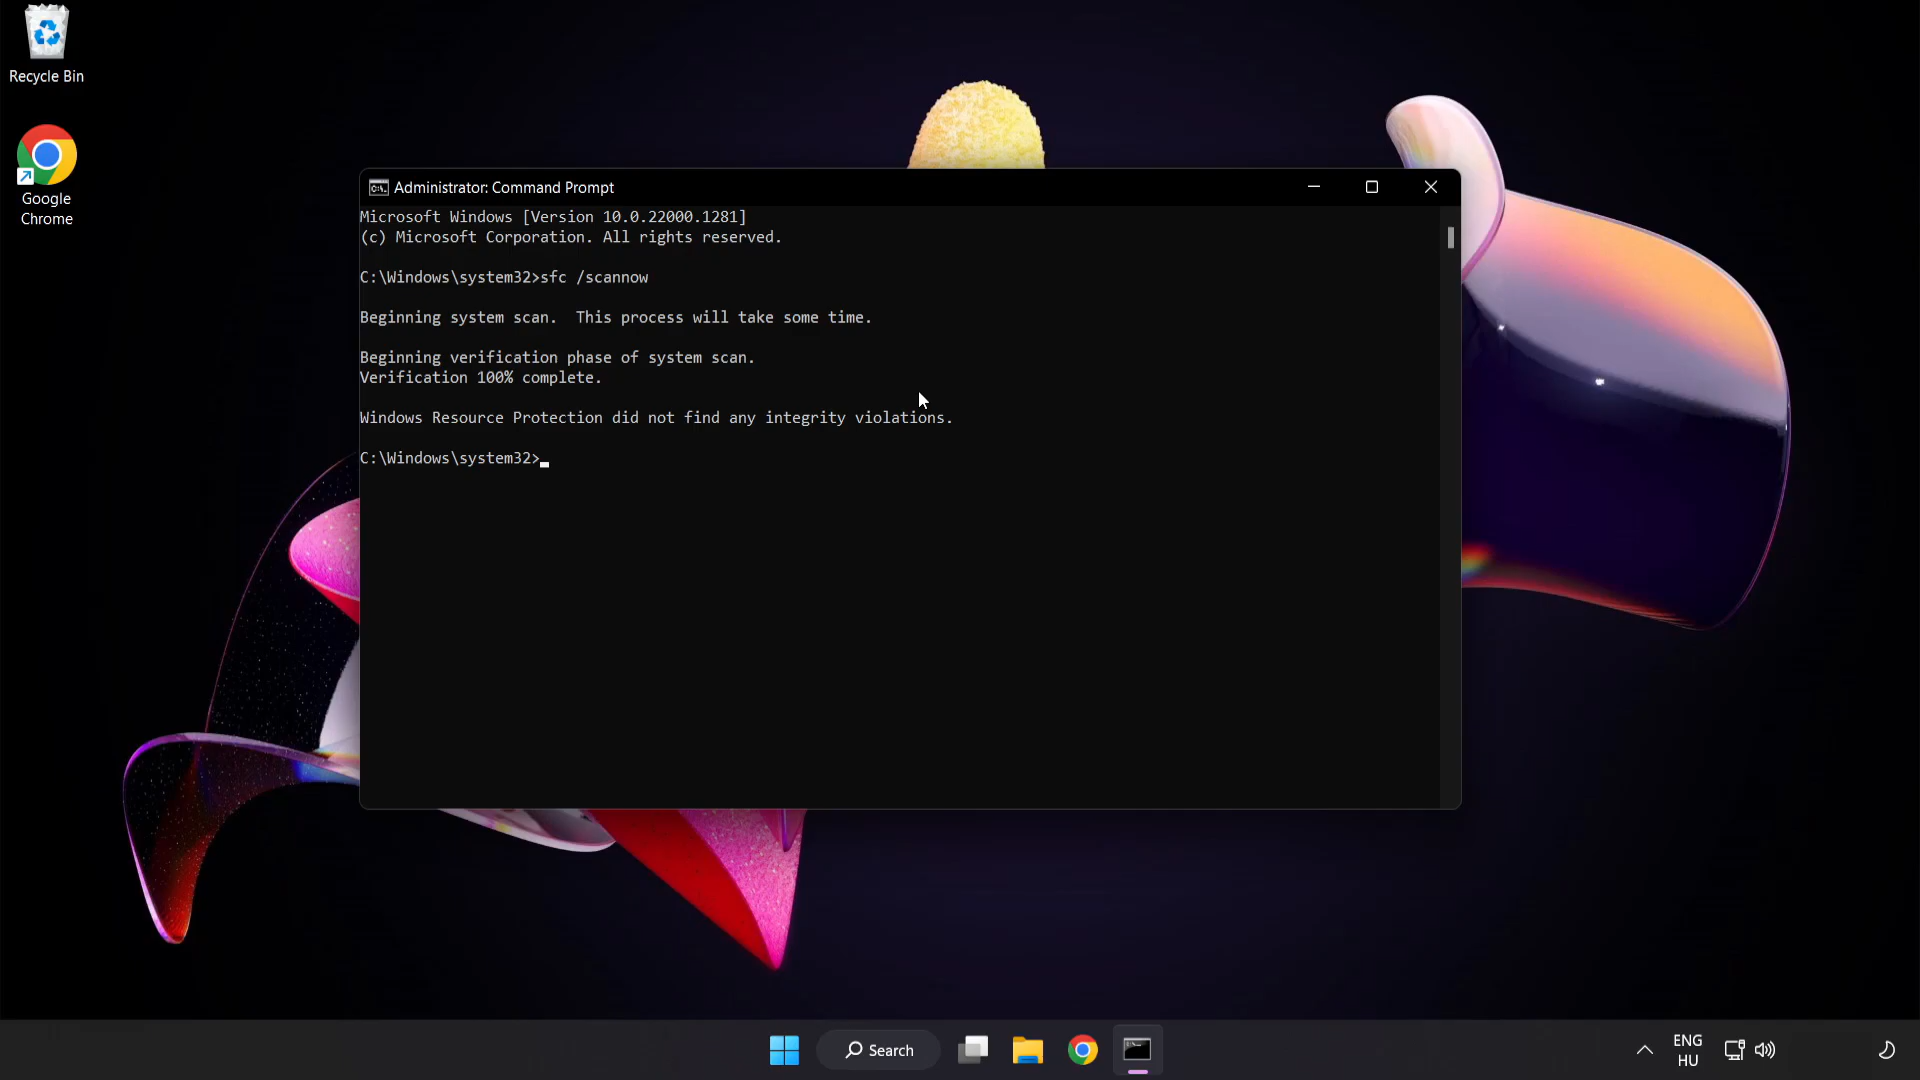 Recycle Bin
Google
Chrome
Administrator: Command Prompt
Microsoft Windows [Version 10.0.22000.1281]
(c) Microsoft Corporation. All rights reserved.
C:\Windows\system32>sfc /scannow
Beginning system scan.  This process will take some time.
Beginning verification phase of system scan.
Verification 100% complete.
Windows Resource Protection did not find any integrity violations.
C:\Windows\system32>
Search
ENG
HU